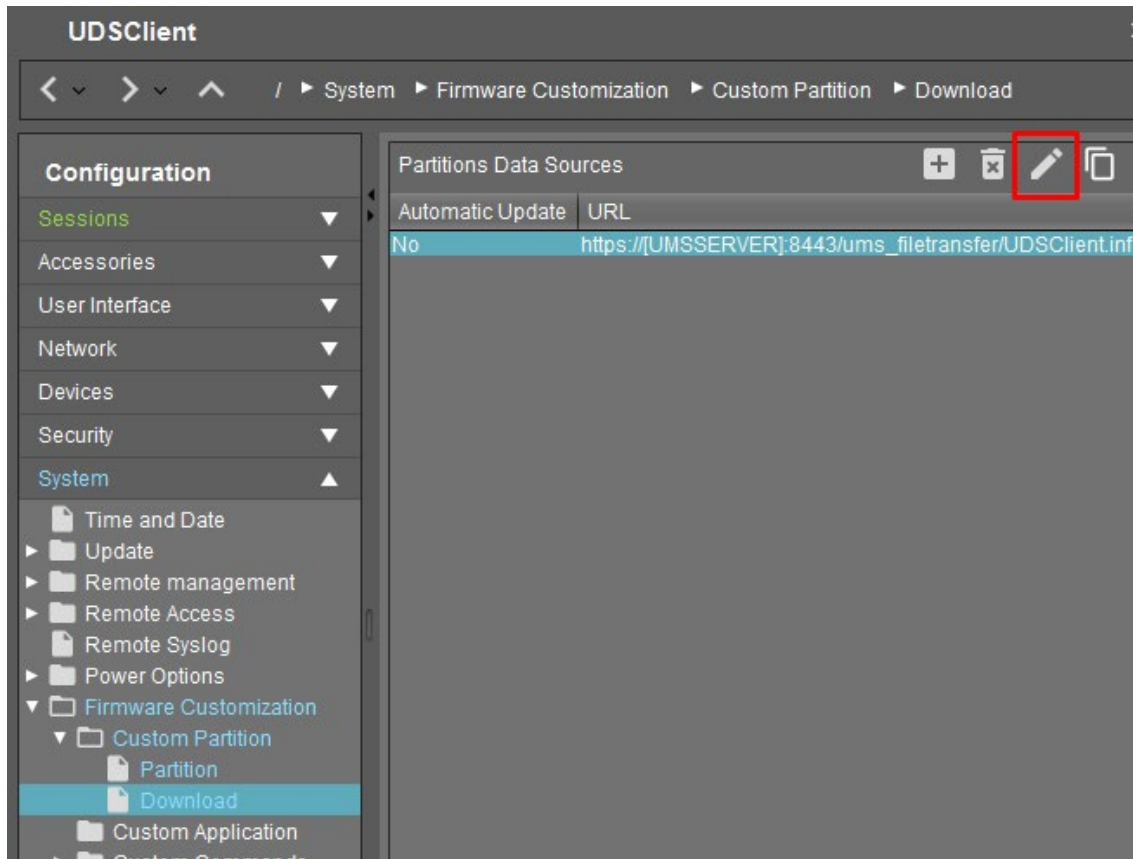 UDSClient
/ System Firmware Customization Custom Partition Download
Configuration
Sessions
Accessories
User Interface
Network
Devices
Security
System
Time and Date
Update
Remote management
Remote Access
Remote Syslog
Power Options
Firmware Customization
Custom Partition
Partition
Download
Custom Application
Custom Commands
Partitions Data Sources
Automatic Update URL
No https://[UMSSERVER]:8443/ums_filetransfer/UDSClient.inf